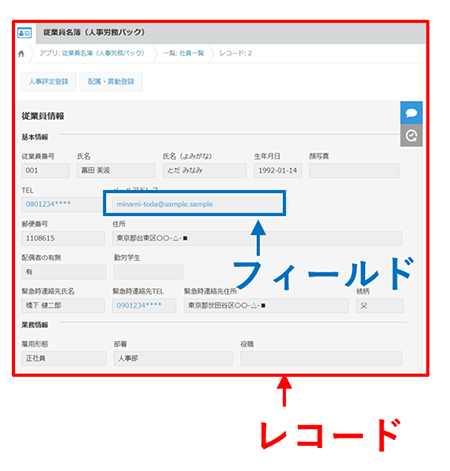 従業員名簿（人事労務パック）
アプリ: 従業員名簿（人事労務パック） 一覧: 社員一覧 レコード: 2
人事評定登録 配属・異動登録
従業員情報
基本情報
従業員番号 氏名 氏名（よみがな） 生年月日 顔写真
001 富田 美波 とだ みなみ 1992-01-14
TEL メールアドレス
0801234**** minami-toda@sample.sample
郵便番号 住所
1108615 東京都台東区〇〇-△-■
配偶者の有無 勤労学生
有
フィールド
緊急時連絡先氏名 緊急時連絡先TEL 緊急時連絡先住所 続柄
橋下 健二郎 0901234**** 東京都世田谷区〇〇-△-■ 父
業務情報
雇用形態 部署 役職
正社員 人事部
レコード